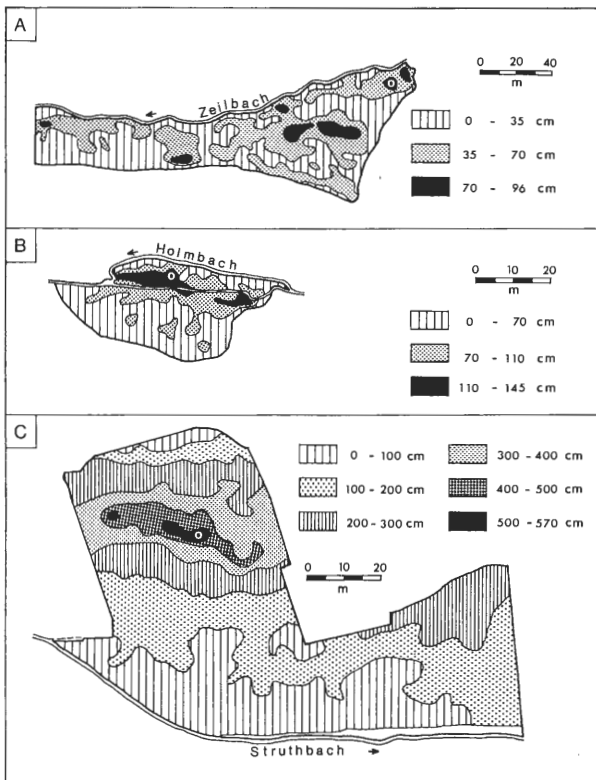 A
Zeilbach
0 20 40
m
0 - 35 cm
35 - 70 cm
70 - 96 cm
B
Holmbach
0 10 20
m
0 - 70 cm
70 - 110 cm
110 - 145 cm
C
0 - 100 cm
100 - 200 cm
200 - 300 cm
300 - 400 cm
400 - 500 cm
500 - 570 cm
0 10 20
m
Struthbach